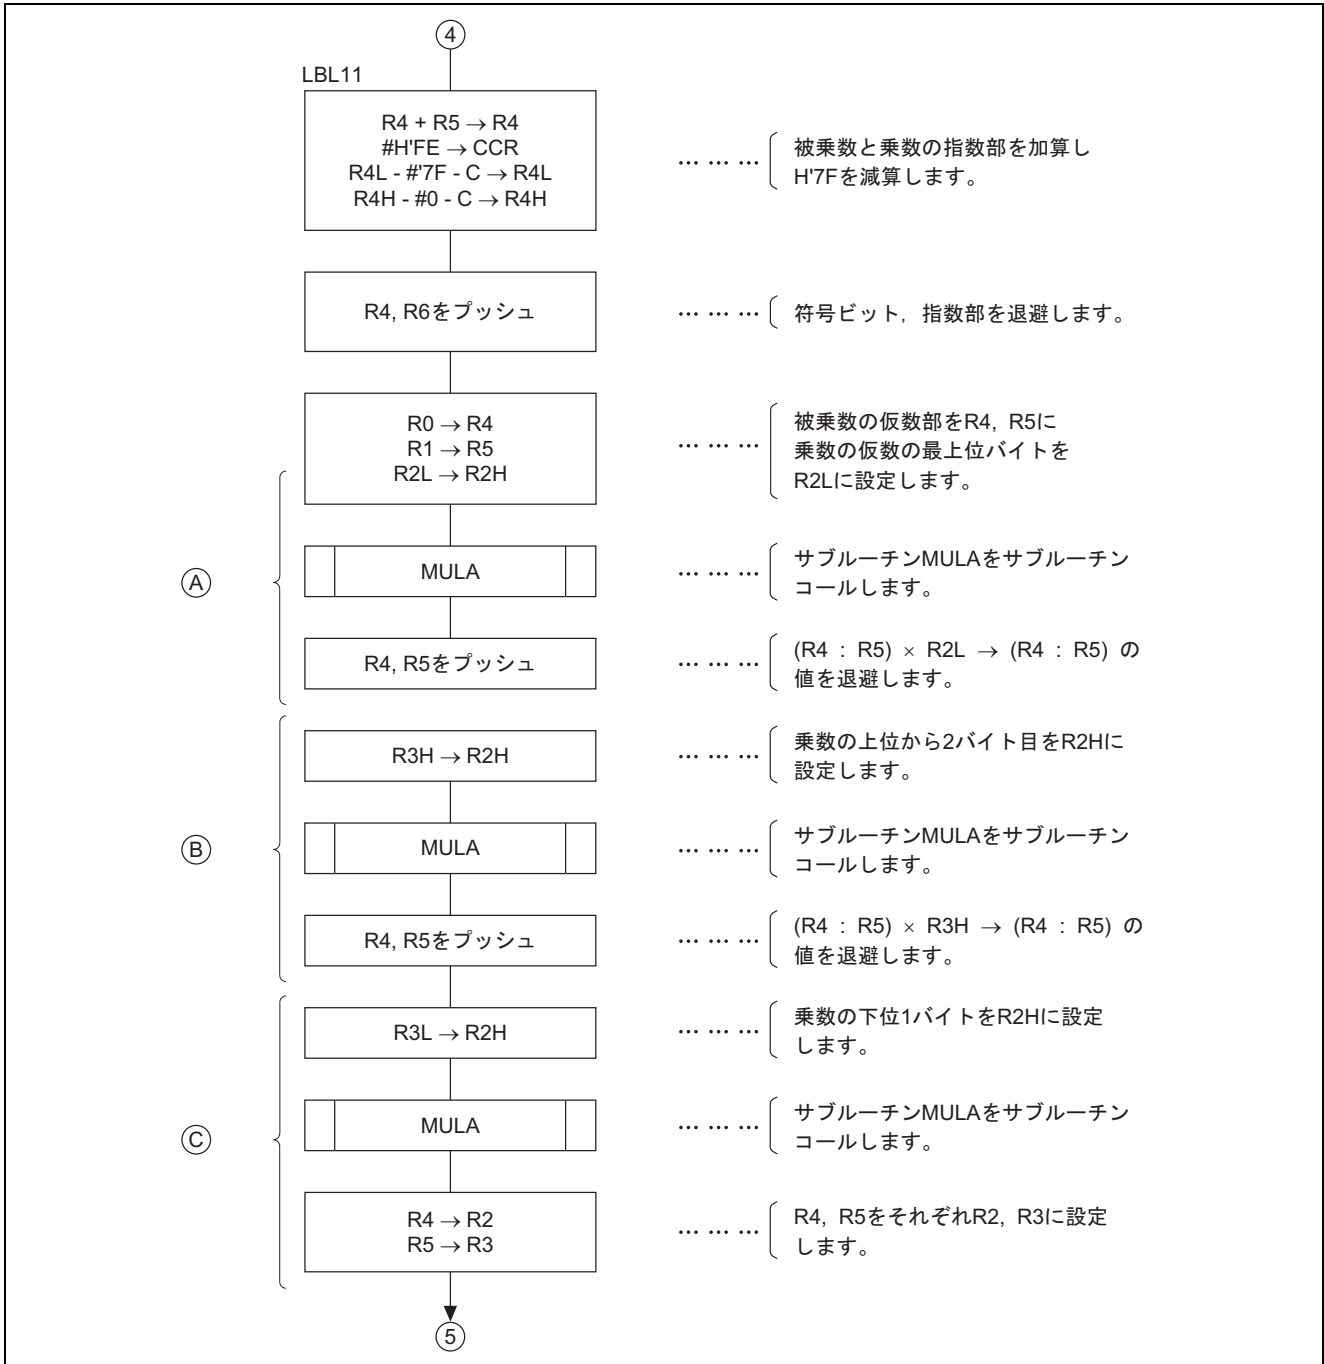 4
LBL11
R4 + R5 → R4
#H'FE → CCR
R4L - #'7F - C → R4L
R4H - #0 - C → R4H
… … …
被乗数と乗数の指数部を加算し
H'7Fを減算します。
R4, R6をプッシュ
… … …
符号ビット, 指数部を退避します。
R0 → R4
R1 → R5
R2L → R2H
… … …
被乗数の仮数部をR4, R5に
乗数の仮数の最上位バイトを
R2Lに設定します。
A
MULA
… … …
サブルーチンMULAをサブルーチン
コールします。
R4, R5をプッシュ
… … …
(R4 : R5) × R2L → (R4 : R5) の
値を退避します。
R3H → R2H
… … …
乗数の上位から2バイト目をR2Hに
設定します。
B
MULA
… … …
サブルーチンMULAをサブルーチン
コールします。
R4, R5をプッシュ
… … …
(R4 : R5) × R3H → (R4 : R5) の
値を退避します。
R3L → R2H
… … …
乗数の下位1バイトをR2Hに設定
します。
C
MULA
… … …
サブルーチンMULAをサブルーチン
コールします。
R4 → R2
R5 → R3
… … …
R4, R5をそれぞれR2, R3に設定
します。
5